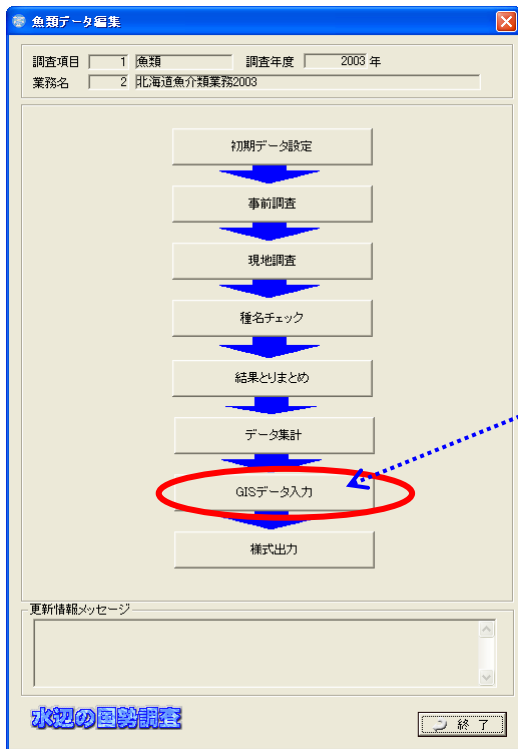 魚類データ編集
調査項目 1 魚類 調査年度 2003 年
業務名 2 北海道魚介類業務2003
初期データ設定
事前調査
現地調査
種名チェック
結果とりまとめ
データ集計
GISデータ入力
様式出力
更新情報メッセージ
水辺の国勢調査
終 了